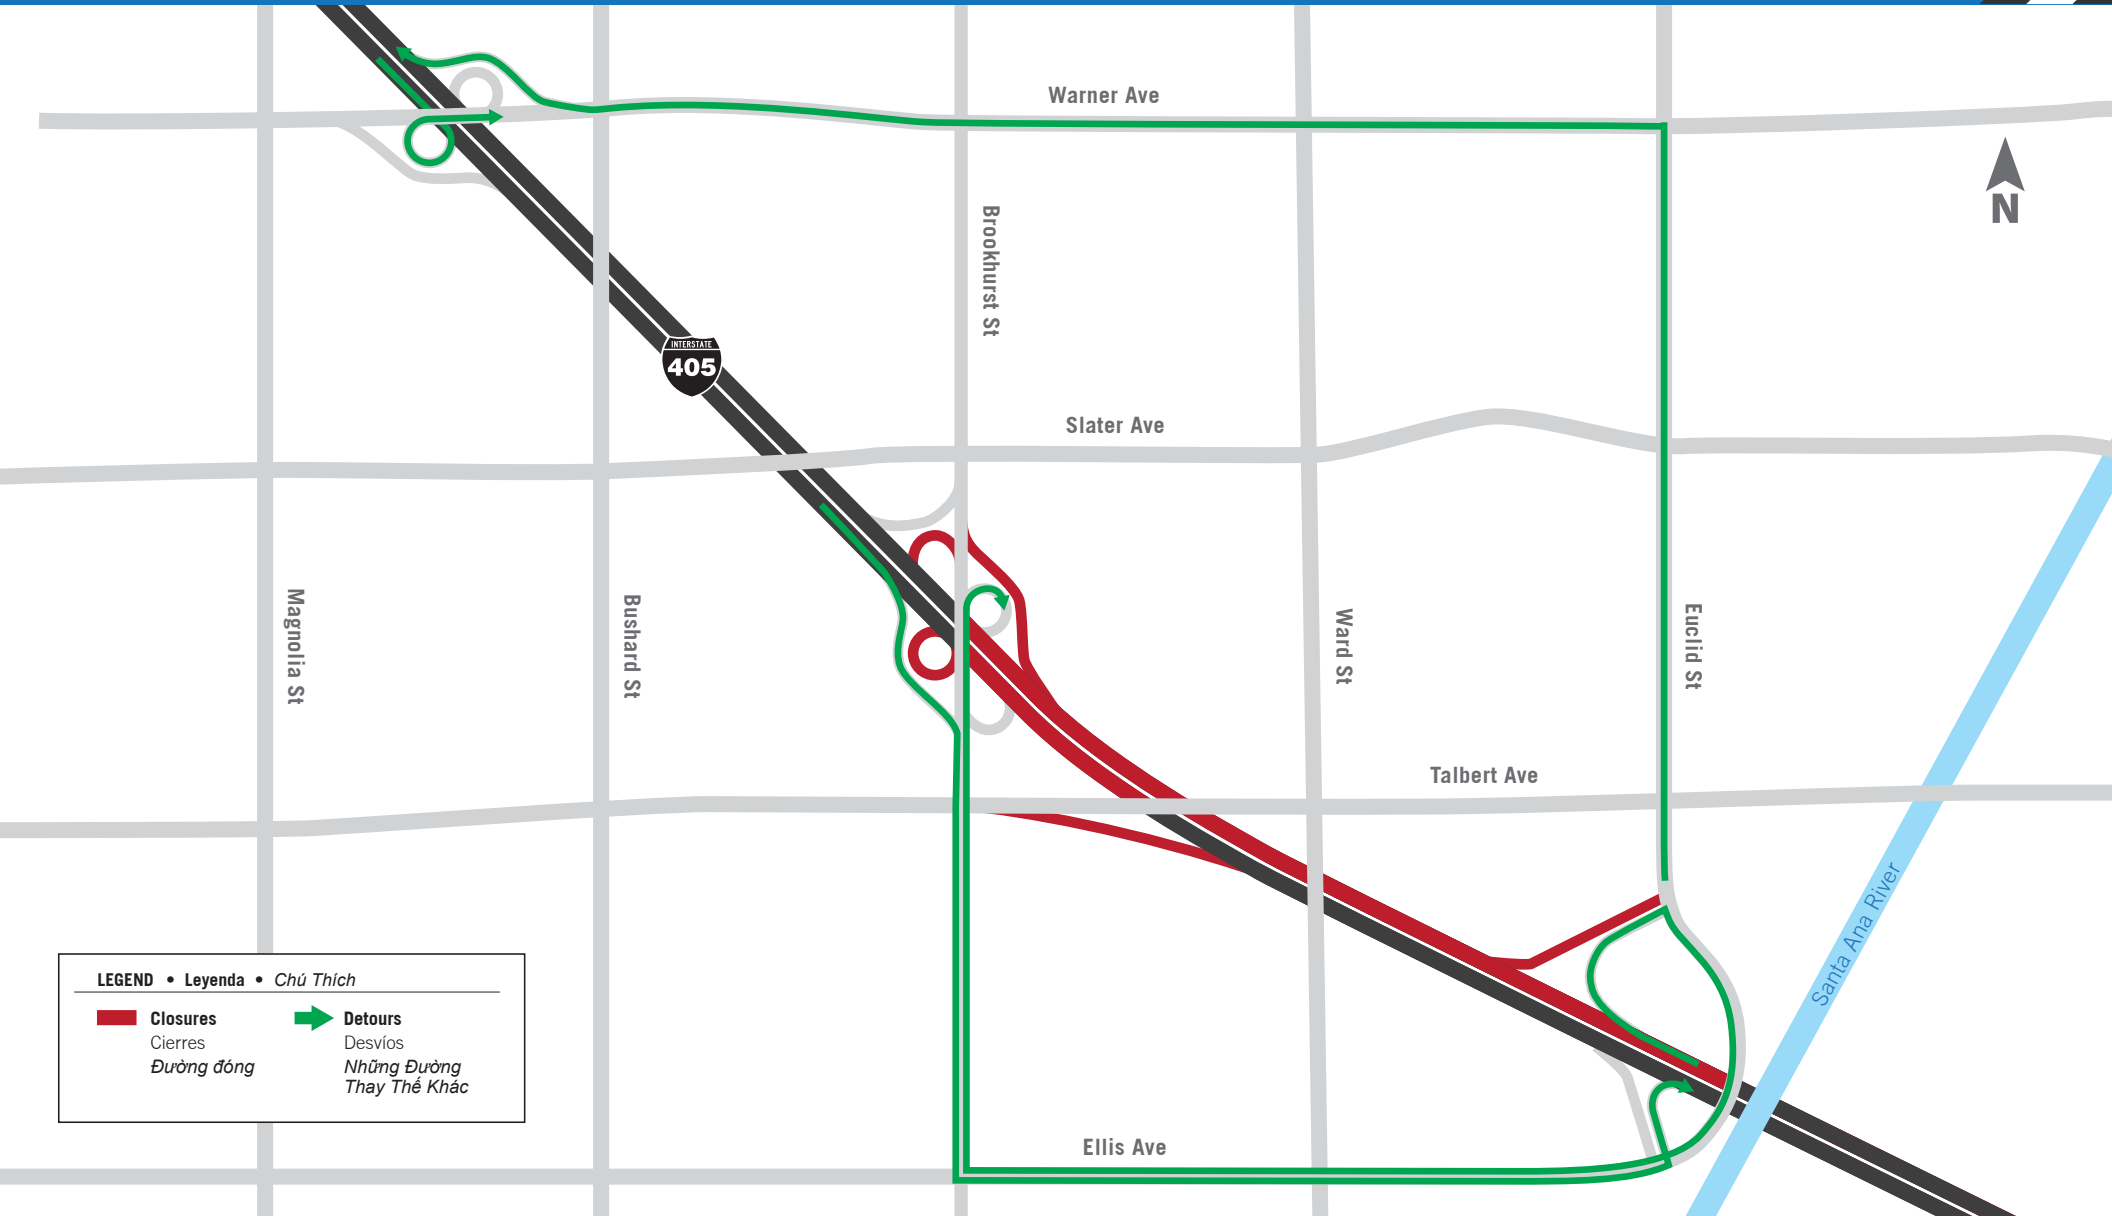 Warner Ave
N
Brookhurst St
INTERSTATE
405
Slater Ave
Magnolia St
Bushard St
Ward St
Euclid St
Talbert Ave
Santa Ana River
LEGEND • Leyenda • Chú Thích
Closures
Cierres
Đường đóng
Detours
Desvíos
Những Đường
Thay Thế Khác
Ellis Ave